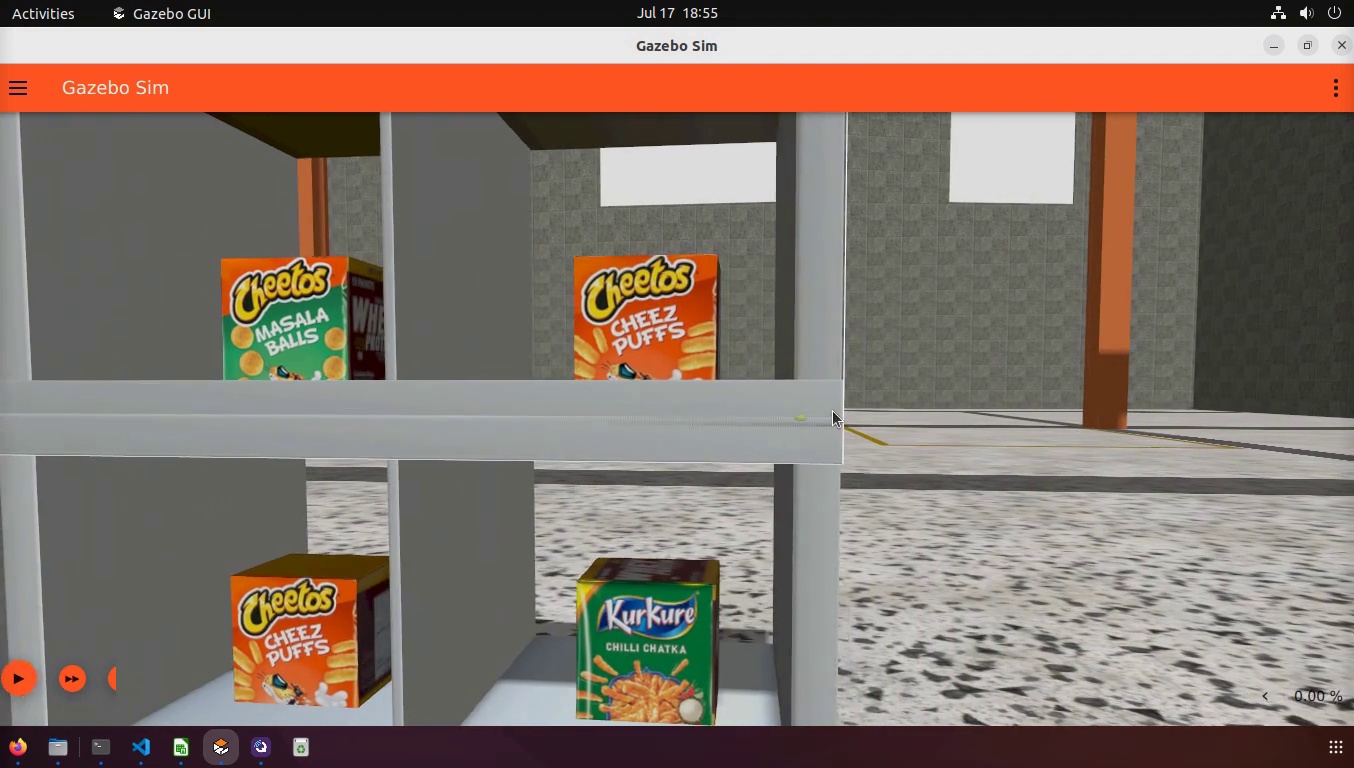 Activities
Gazebo GUI
Jul 17 18:55
Gazebo Sim
Gazebo Sim
Cheetos
MASALA
BALLS
Cheetos
CHEEZ
PUFFS
Cheetos
CHEEZ
PUFFS
Kurkure
CHILLI CHATKA
0.00 %